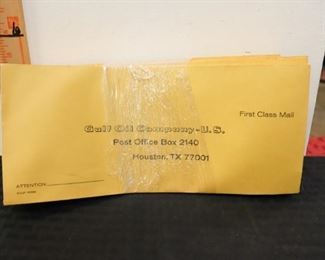 First Class Mail
Gulf Oil Company-U.S.
Post Office Box 2140
Houston, TX 77001
ATTENTION